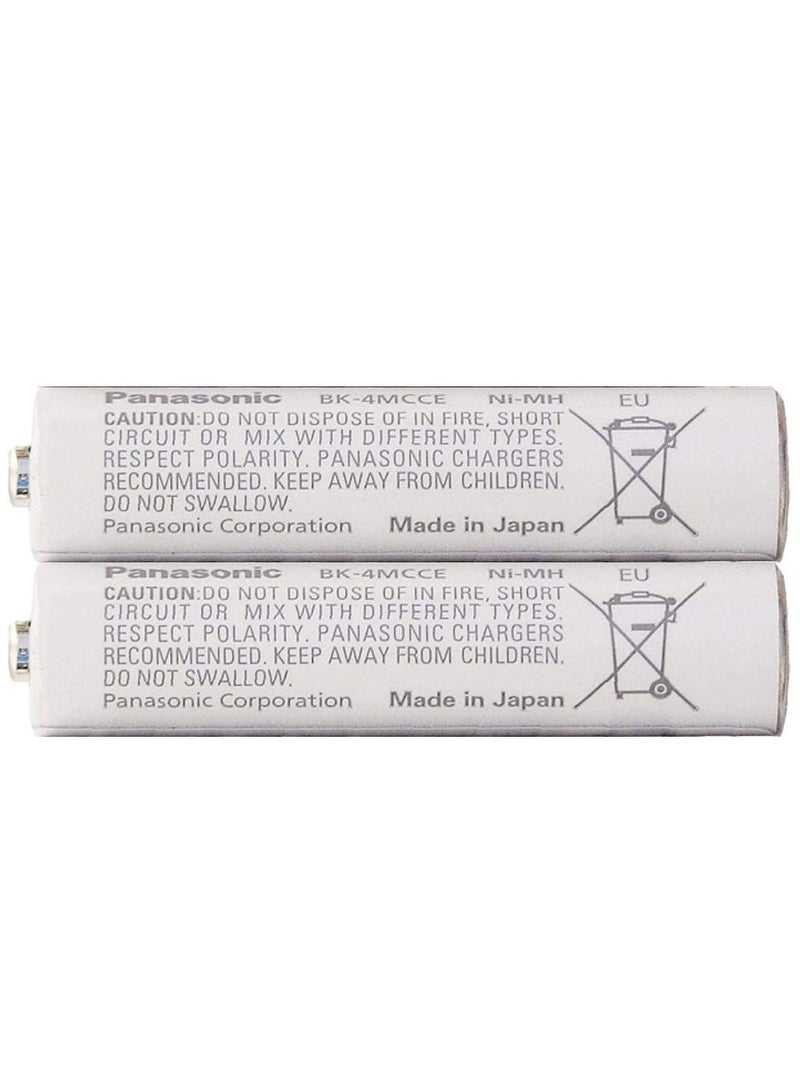 Panasonic BK-4MCCE Ni-MH EU
CAUTION:DO NOT DISPOSE OF IN FIRE, SHORT
CIRCUIT OR MIX WITH DIFFERENT TYPES.
RESPECT POLARITY. PANASONIC CHARGERS
RECOMMENDED. KEEP AWAY FROM CHILDREN.
DO NOT SWALLOW.
Panasonic Corporation Made in Japan
Panasonic BK-4MCCE Ni-MH EU
CAUTION:DO NOT DISPOSE OF IN FIRE, SHORT
CIRCUIT OR MIX WITH DIFFERENT TYPES.
RESPECT POLARITY. PANASONIC CHARGERS
RECOMMENDED. KEEP AWAY FROM CHILDREN.
DO NOT SWALLOW.
Panasonic Corporation Made in Japan